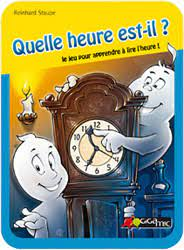 Reinhard Staupe
Quelle heure est-il ?
le jeu pour apprendre à lire l'heure !
GIGAMIC